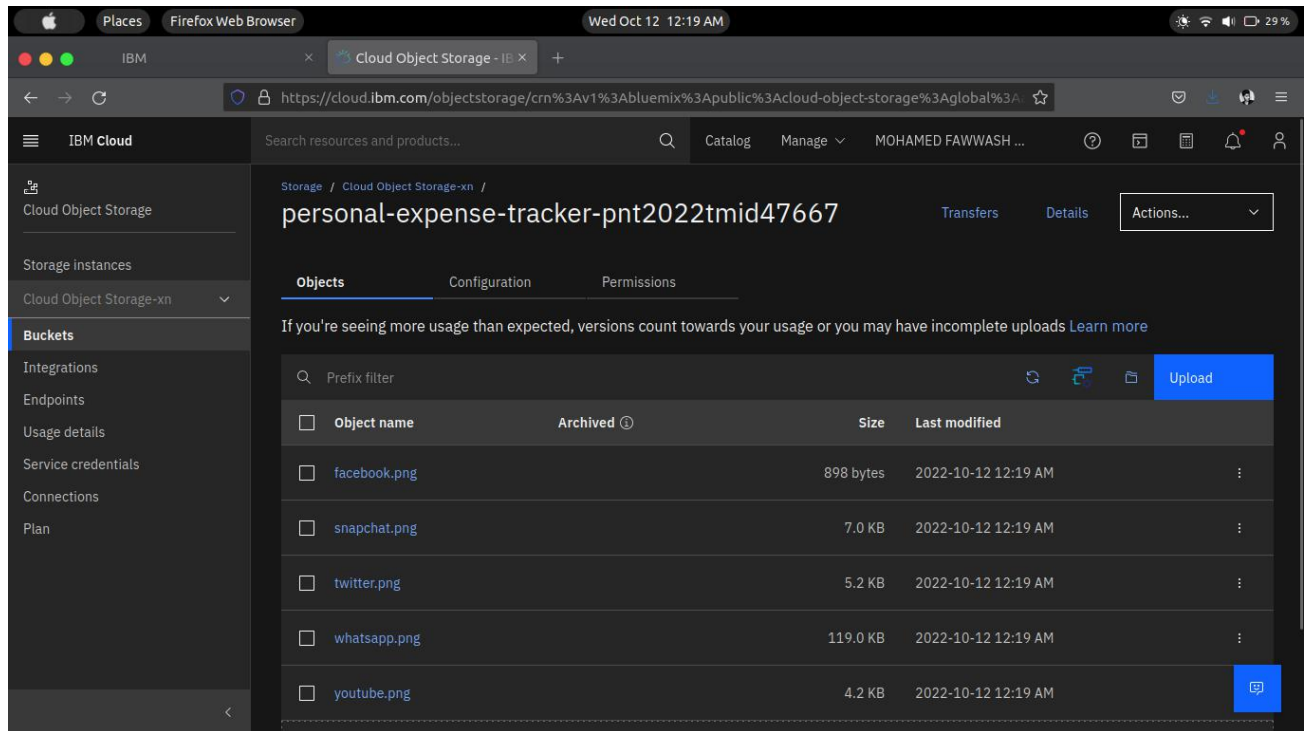 Places Firefox Web Browser Wed Oct 12 12:19 AM 29 %
IBM × Cloud Object Storage - IB × +
https://cloud.ibm.com/objectstorage/crn%3Av1%3Abluemix%3Apublic%3Acloud-object-storage%3Aglobal%3A
IBM Cloud Search resources and products... Catalog Manage MOHAMED FAWWASH ...
Cloud Object Storage
Storage instances
Cloud Object Storage-xn
Buckets
Integrations
Endpoints
Usage details
Service credentials
Connections
Plan
Storage / Cloud Object Storage-xn /
personal-expense-tracker-pnt2022tmid47667 Transfers Details Actions...
Objects Configuration Permissions
If you're seeing more usage than expected, versions count towards your usage or you may have incomplete uploads Learn more
Prefix filter Upload
Object name Archived Size Last modified
facebook.png 898 bytes 2022-10-12 12:19 AM
snapchat.png 7.0 KB 2022-10-12 12:19 AM
twitter.png 5.2 KB 2022-10-12 12:19 AM
whatsapp.png 119.0 KB 2022-10-12 12:19 AM
youtube.png 4.2 KB 2022-10-12 12:19 AM